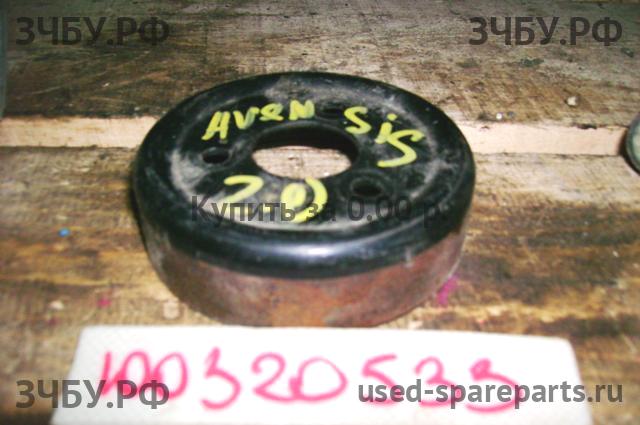 ЗЧБУ.РФ ЗЧБУ.РФ
AVEN SIS
2.0
Купить за 0.00 р.
100320533
ЗЧБУ.РФ used-spareparts.ru